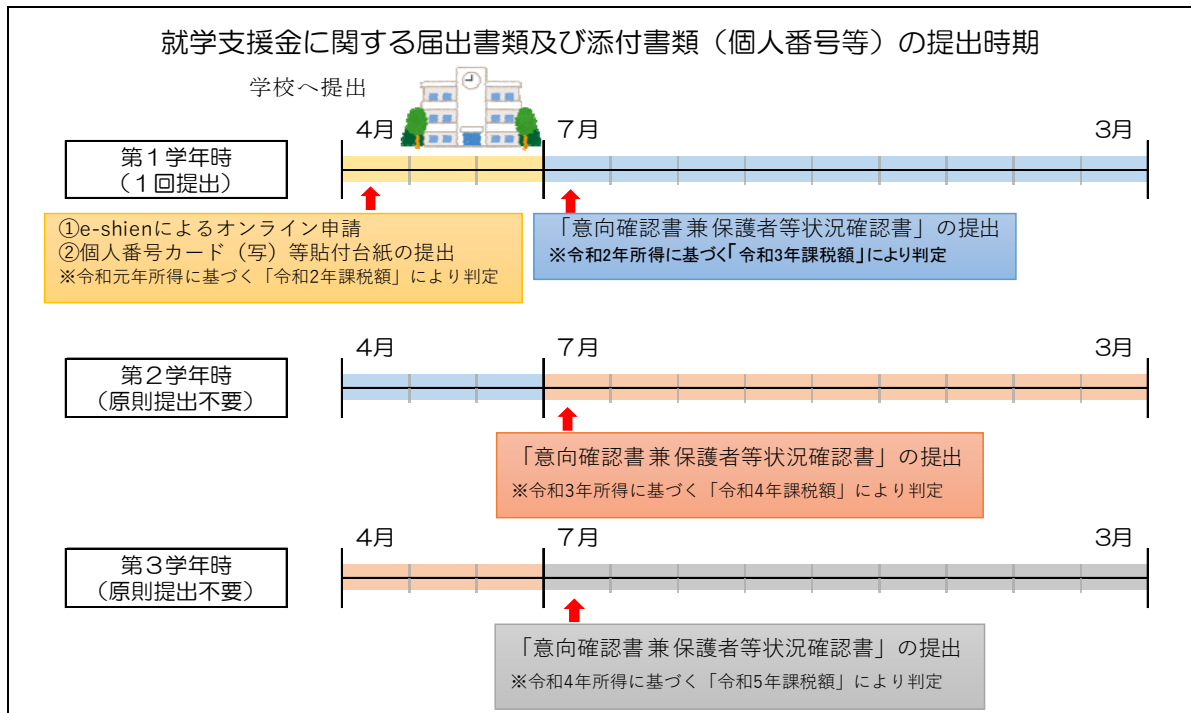 就学支援金に関する届出書類及び添付書類（個人番号等）の提出時期
学校へ提出
4月
7月
3月
第１学年時
（１回提出）
①e-shienによるオンライン申請
②個人番号カード（写）等貼付台紙の提出
※令和元年所得に基づく「令和2年課税額」により判定
「意向確認書兼保護者等状況確認書」の提出
※令和2年所得に基づく「令和3年課税額」により判定
4月
7月
3月
第２学年時
（原則提出不要）
「意向確認書兼保護者等状況確認書」の提出
※令和3年所得に基づく「令和4年課税額」により判定
4月
7月
3月
第３学年時
（原則提出不要）
「意向確認書兼保護者等状況確認書」の提出
※令和4年所得に基づく「令和5年課税額」により判定